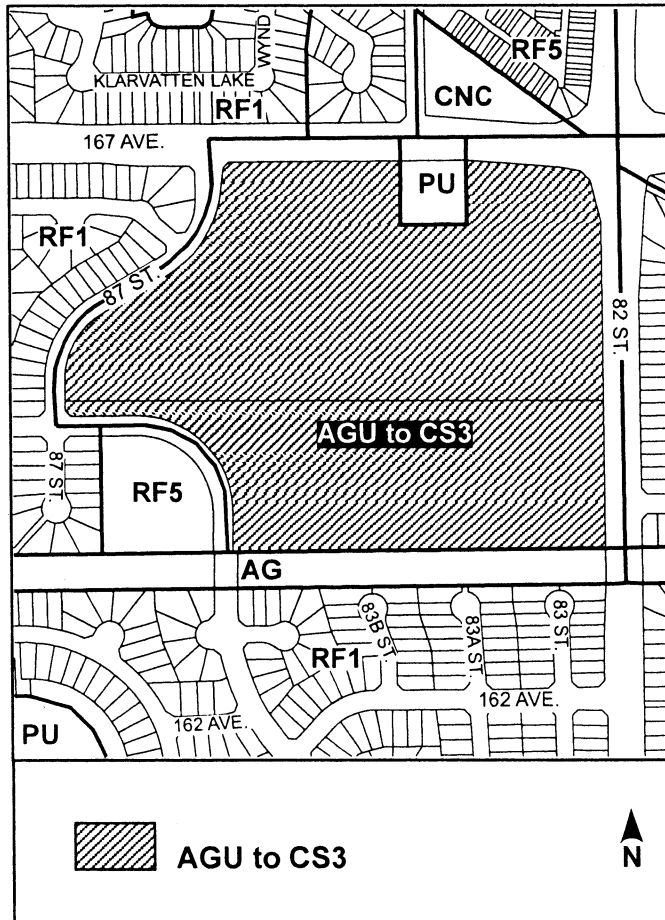 WYND
RF5
KLARVATTEN LAKE
CNC
RF1
167 AVE.
PU
RF1
87 ST.
82 ST.
AGU to CS3
87 ST.
RF5
AG
83B ST.
83A ST.
83 ST.
RF1
162 AVE.
162 AVE.
PU
AGU to CS3
N